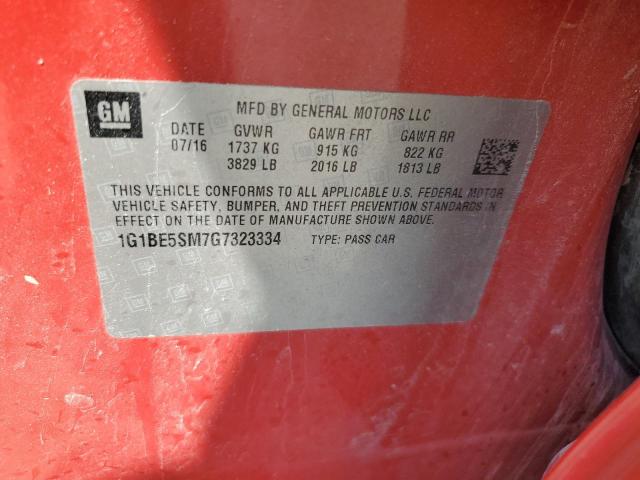 GM
MFD BY GENERAL MOTORS LLC
DATE GVWR GAWR FRT GAWR RR
07/16 1737 KG 915 KG 822 KG
3829 LB 2016 LB 1813 LB
THIS VEHICLE CONFORMS TO ALL APPLICABLE U.S. FEDERAL MOTOR
VEHICLE SAFETY, BUMPER, AND THEFT PREVENTION STANDARDS IN
EFFECT ON THE DATE OF MANUFACTURE SHOWN ABOVE.
1G1BE5SM7G7323334 TYPE: PASS CAR